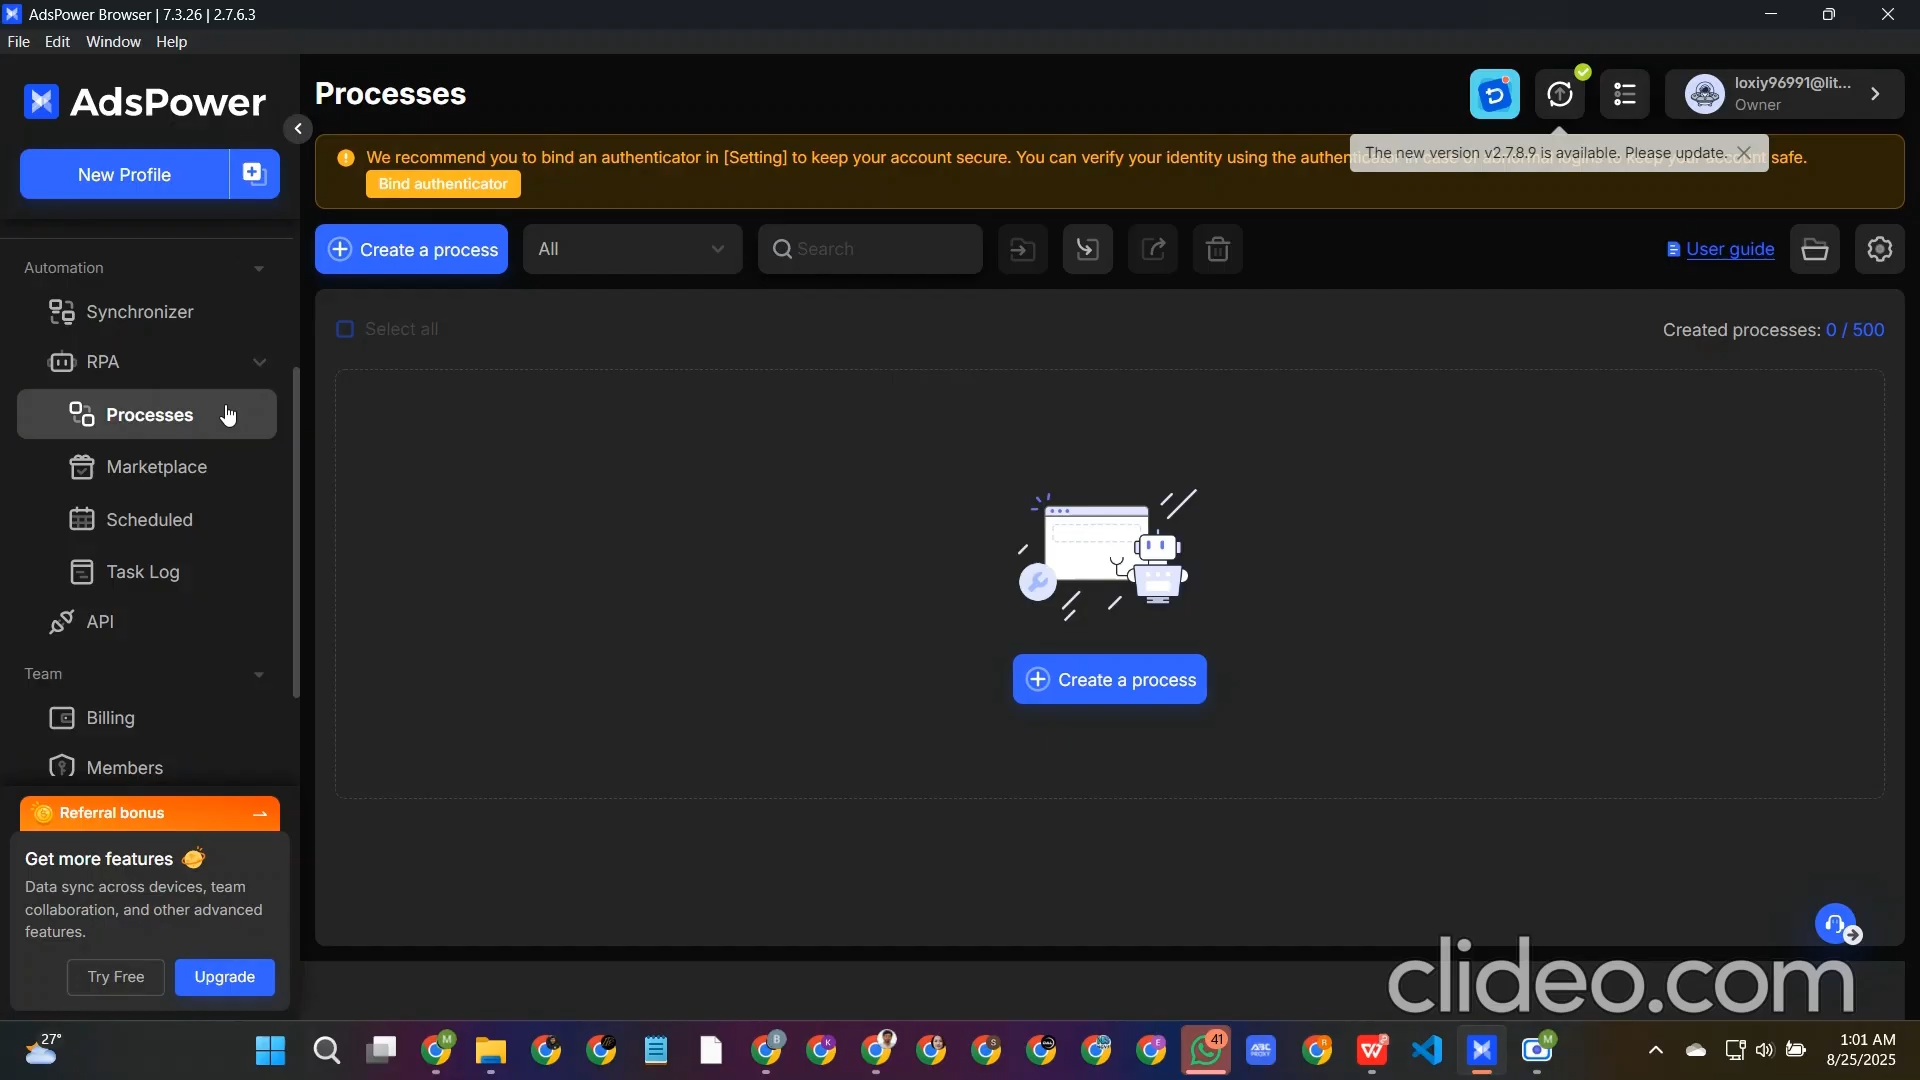 AdsPower Browser | 7.3.26 | 2.7.6.3
File Edit Window Help
AdsPower
New Profile
Processes
loxiy96991@lit...
Owner
We recommend you to bind an authenticator in [Setting] to keep your account secure. You can verify your identity using the authen
safe.
The new version v2.7.8.9 is available. Please update.
Bind authenticator
Create a process
All
Search
User guide
Automation
Synchronizer
RPA
Processes
Marketplace
Scheduled
Task Log
API
Team
Billing
Members
Select all
Created processes: 0 / 500
Create a process
Referral bonus
Get more features
Data sync across devices, team
collaboration, and other advanced
features.
Try Free
Upgrade
clideo.com
27°
M
B
K
S
E
41
ABC
PROXY
R
M
1:01 AM
8/25/2025